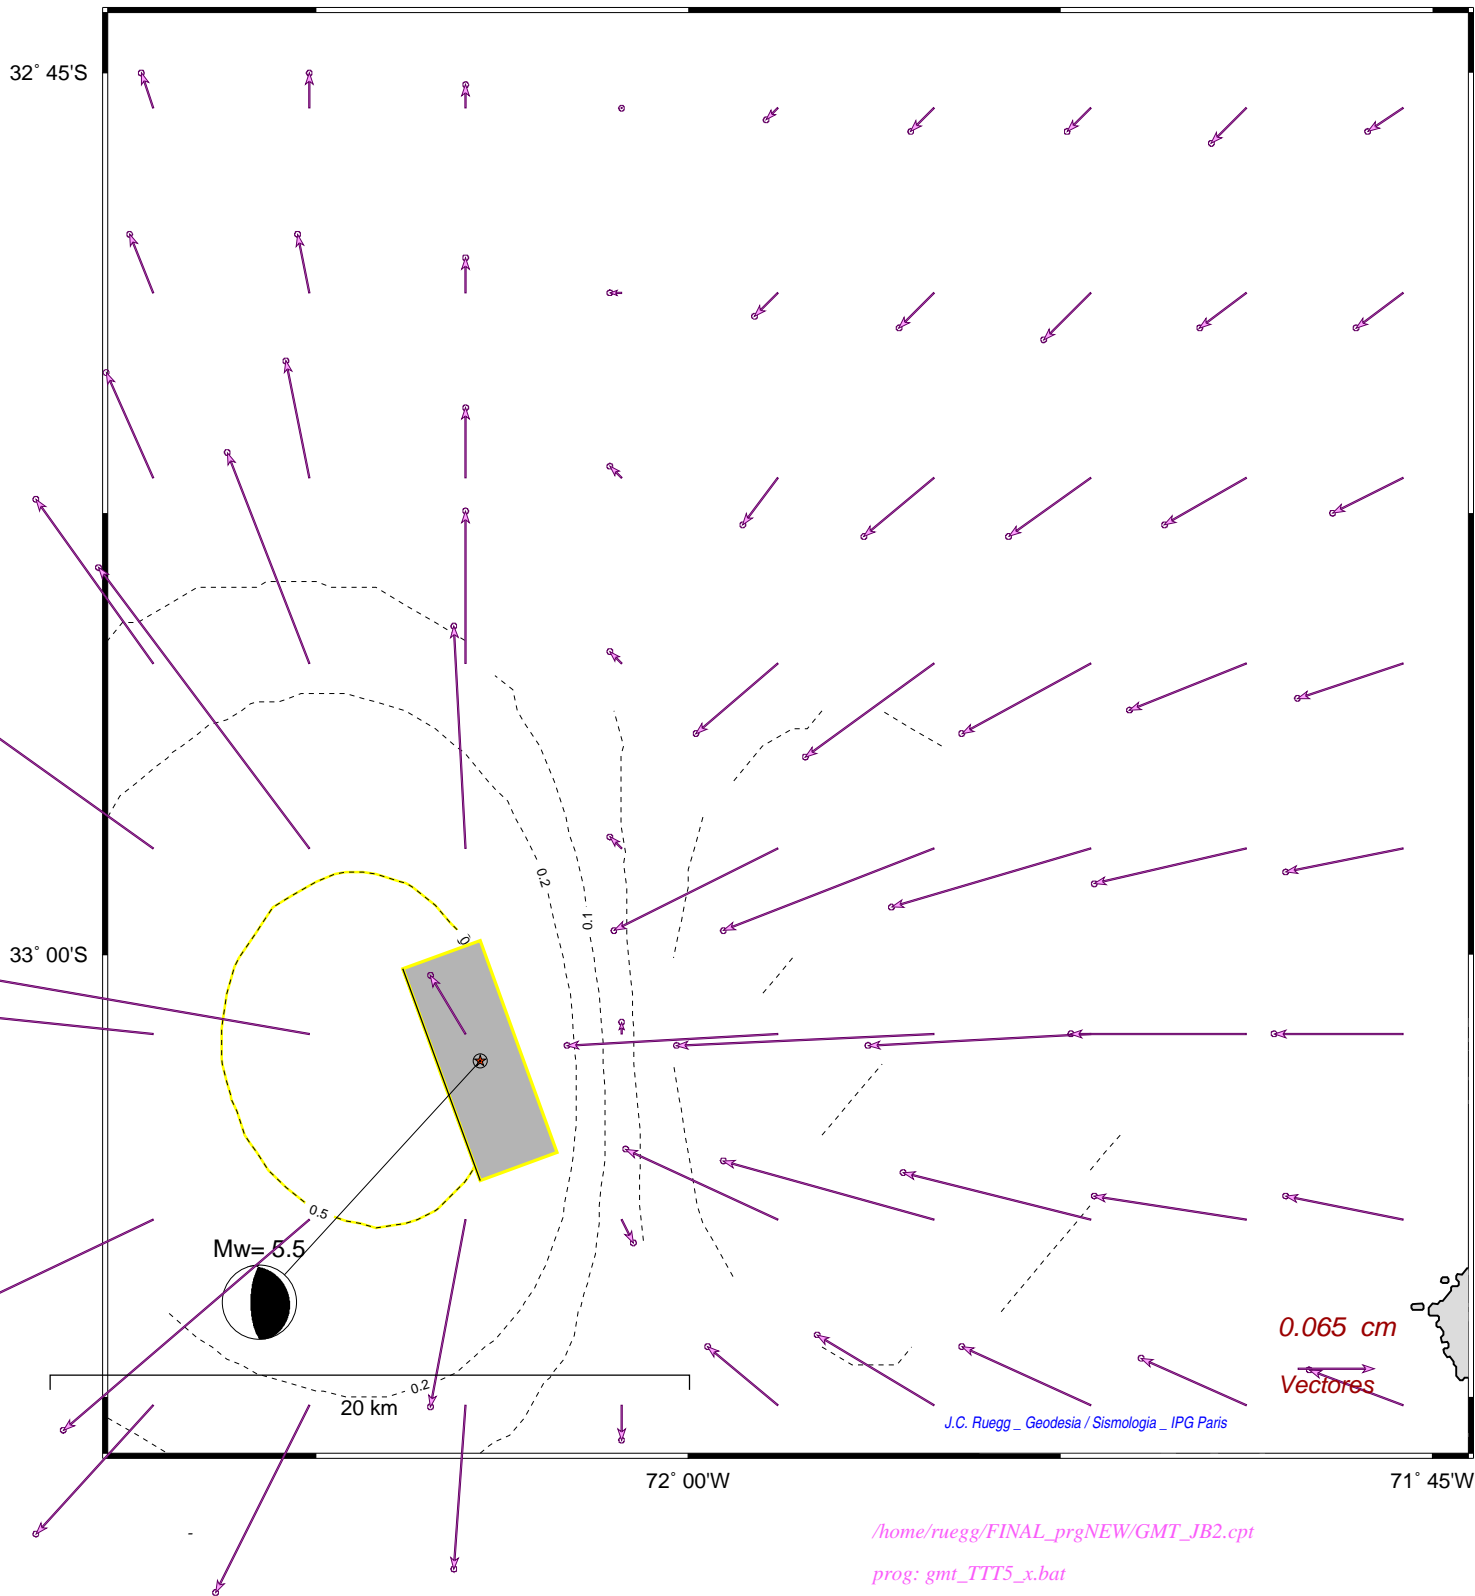 32° 45'S
0.2
0.1
33° 00'S
0.5
Mw= 5.5
0.065 cm
Vectores
0.2
20 km
J.C. Ruegg _ Geodesia / Sismologia _ IPG Paris
72° 00'W
71° 45'W
/home/ruegg/FINAL_prgNEW/GMT_JB2.cpt
prog: gmt_TTT5_x.bat